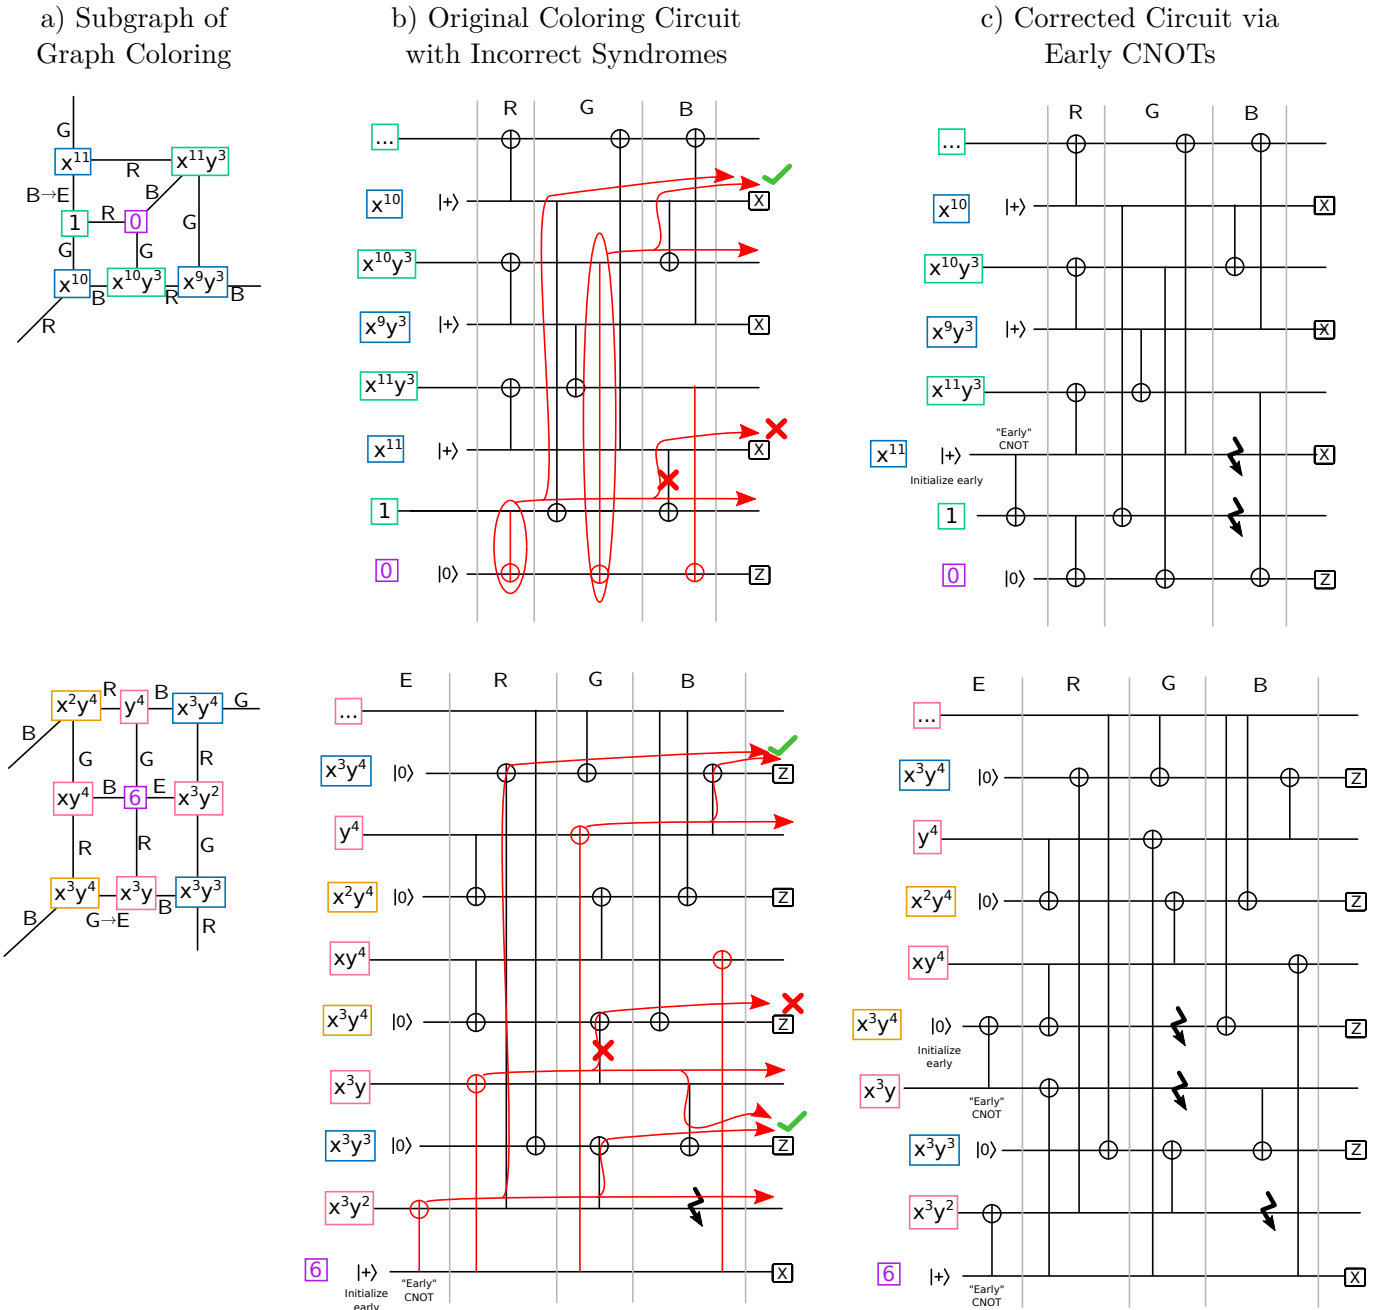 a) Subgraph of
Graph Coloring
b) Original Coloring Circuit
with Incorrect Syndromes
c) Corrected Circuit via
Early CNOTs
G
x¹¹
R
x¹¹y³
B→E
B
1
R
0
G
G
G
x¹⁰
B
x¹⁰y³
R
x⁹y³
B
R
R
G
B
...
x¹⁰
|+⟩
X
x¹⁰y³
x⁹y³
|+⟩
X
x¹¹y³
x¹¹
|+⟩
X
1
0
|0⟩
Z
R
G
B
...
x¹⁰
|+⟩
X
x¹⁰y³
x⁹y³
|+⟩
X
x¹¹y³
"Early"
CNOT
x¹¹
|+⟩
X
Initialize early
1
0
|0⟩
Z
x²y⁴
R
y⁴
B
x³y⁴
G
B
G
G
R
xy⁴
B
6
E
x³y²
R
R
G
x³y⁴
x³y
x³y³
B
G→E
B
R
E
R
G
B
...
x³y⁴
|0⟩
Z
y⁴
x²y⁴
|0⟩
Z
xy⁴
x³y⁴
|0⟩
Z
x³y
x³y³
|0⟩
Z
x³y²
6
|+⟩
X
Initialize
early
"Early"
CNOT
E
R
G
B
...
x³y⁴
|0⟩
Z
y⁴
x²y⁴
|0⟩
Z
xy⁴
x³y⁴
|0⟩
Z
Initialize
early
x³y
"Early"
CNOT
x³y³
|0⟩
Z
x³y²
6
|+⟩
X
"Early"
CNOT